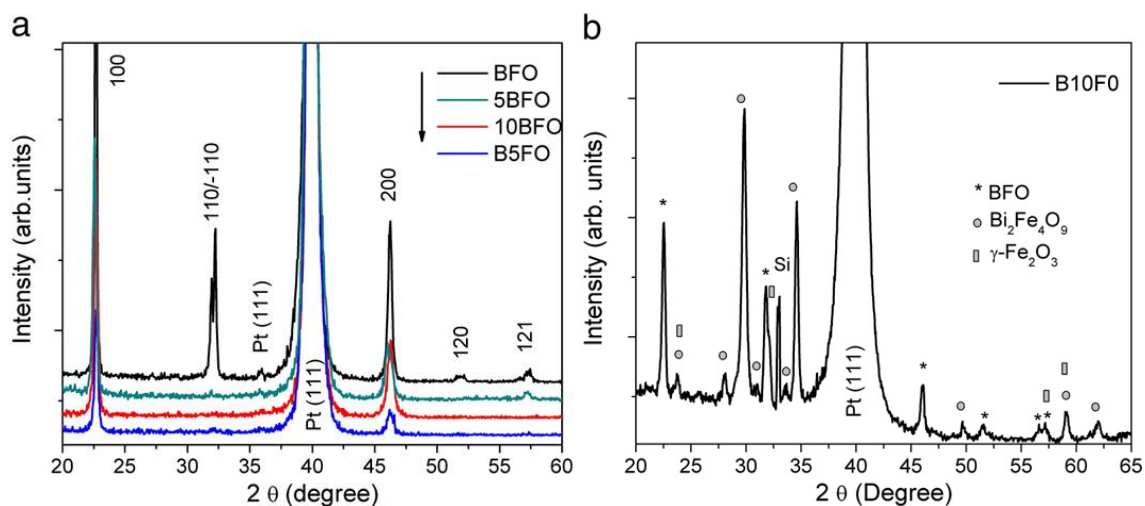 a
100
110/-110
Pt (111)
Pt (111)
200
120
121
BFO
5BFO
10BFO
B5FO
Intensity (arb.units)
20 25 30 35 40 45 50 55 60
2 θ (degree)
b
B10F0
* BFO
Bi₂Fe₄O₉
γ-Fe₂O₃
*
*
Si
Pt (111)
*
*
* *
Intensity (arb. units)
20 25 30 35 40 45 50 55 60 65
2 θ (Degree)